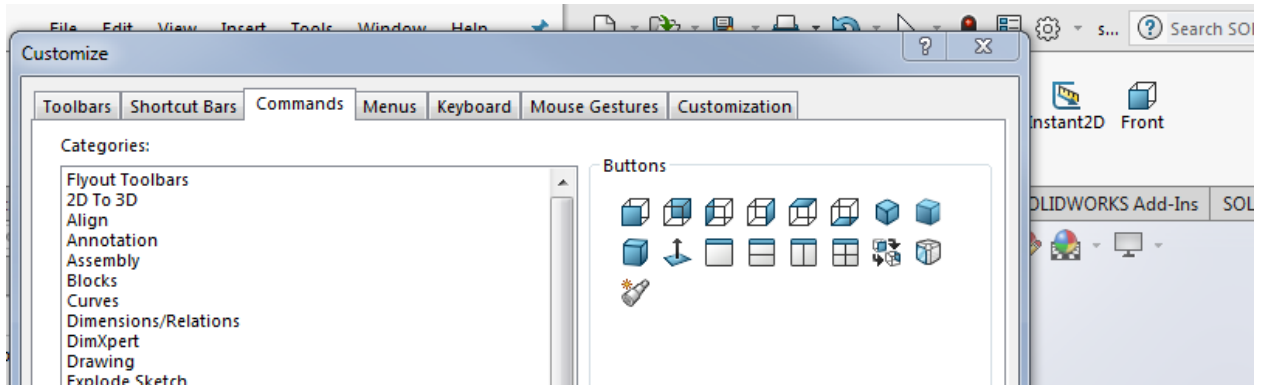 File Edit View Insert Tools Window Help
s... Search SOI
Customize
Toolbars Shortcut Bars Commands Menus Keyboard Mouse Gestures Customization
Instant2D Front
Categories:
Buttons
Flyout Toolbars
2D To 3D
Align
Annotation
Assembly
Blocks
Curves
Dimensions/Relations
DimXpert
Drawing
Explode Sketch
OLIDWORKS Add-Ins SOL